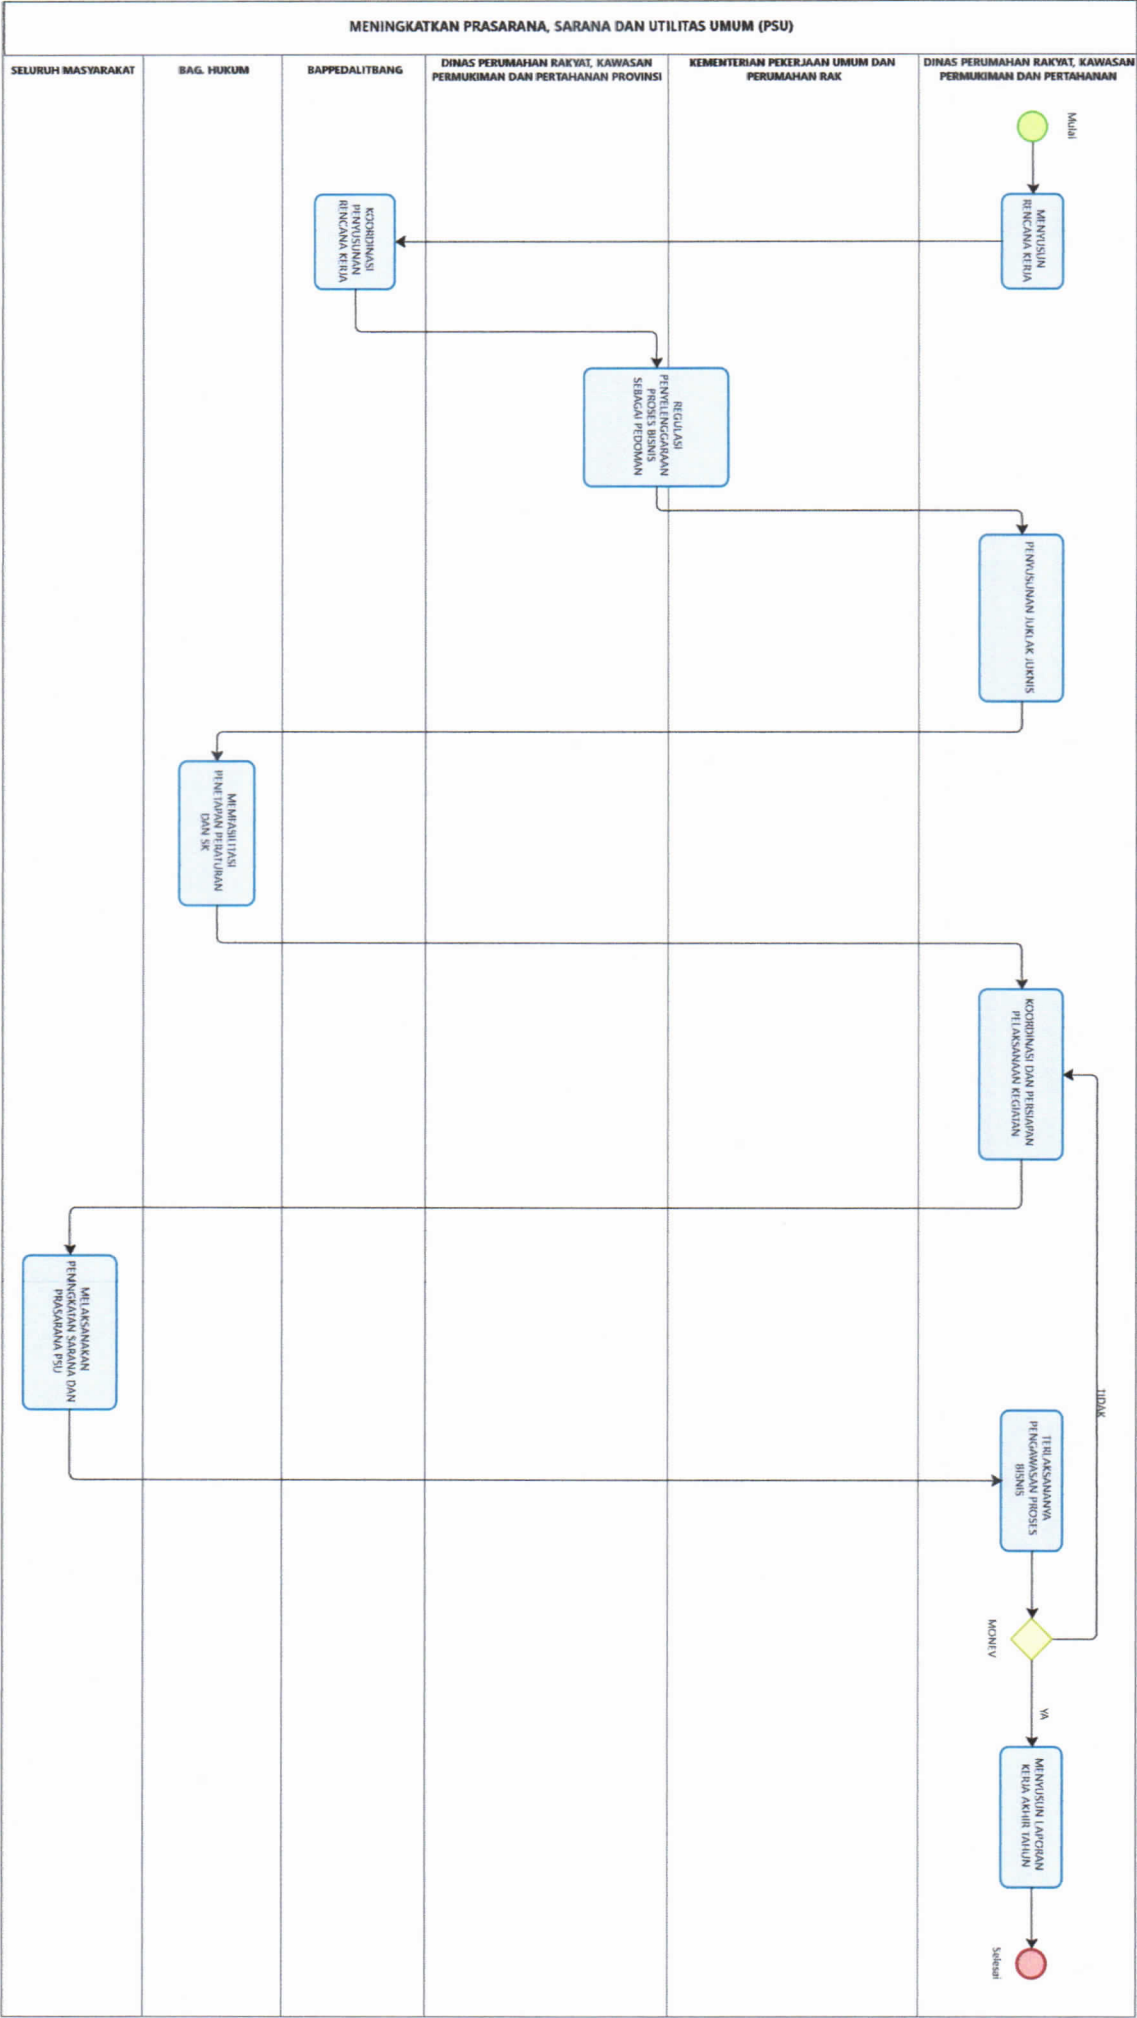 MENINGKATKAN PRASARANA, SARANA DAN UTILITAS UMUM (PSU)
SELURUH MASYARAKAT
BAG. HUKUM
BAPPEDALITBANG
DINAS PERUMAHAN RAKYAT, KAWASAN
PERMUKIMAN DAN PERTAHANAN PROVINSI
KEMENTERIAN PEKERJAAN UMUM DAN
PERUMAHAN RAK
DINAS PERUMAHAN RAKYAT, KAWASAN
PERMUKIMAN DAN PERTAHANAN
Mulai
MENYUSUN
RENCANA KERJA
KOORDINASI
PENYUSUNAN
RENCANA KERJA
REGULASI
PENYELENGGARAAN
PROSES BISNIS
SEBAGAI PEDOMAN
PENYUSUNAN JUKLAK JUKNIS
MEMFASILITASI
PENETAPAN PERATURAN
DAN SK
KOORDINASI DAN PERSIAPAN
PELAKSANAAN KEGIATAN
MELAKSANAKAN
PENINGKATAN SARANA DAN
PRASARANA PSU
TERLAKSANANYA
PENGAWASAN PROSES
BISNIS
MONEV
TIDAK
YA
MENYUSUN LAPORAN
KERJA AKHIR TAHUN
Selesai